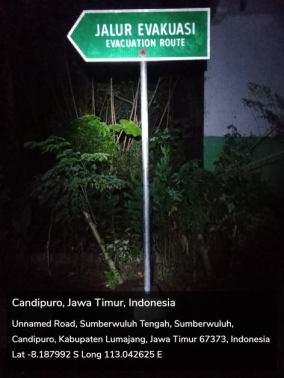 JALUR EVAKUASI
EVACUATION ROUTE
Candipuro, Jawa Timur, Indonesia
Unnamed Road, Sumberwuluh Tengah, Sumberwuluh,
Candipuro, Kabupaten Lumajang, Jawa Timur 67373, Indonesia
Lat -8.187992 S Long 113.042625 E